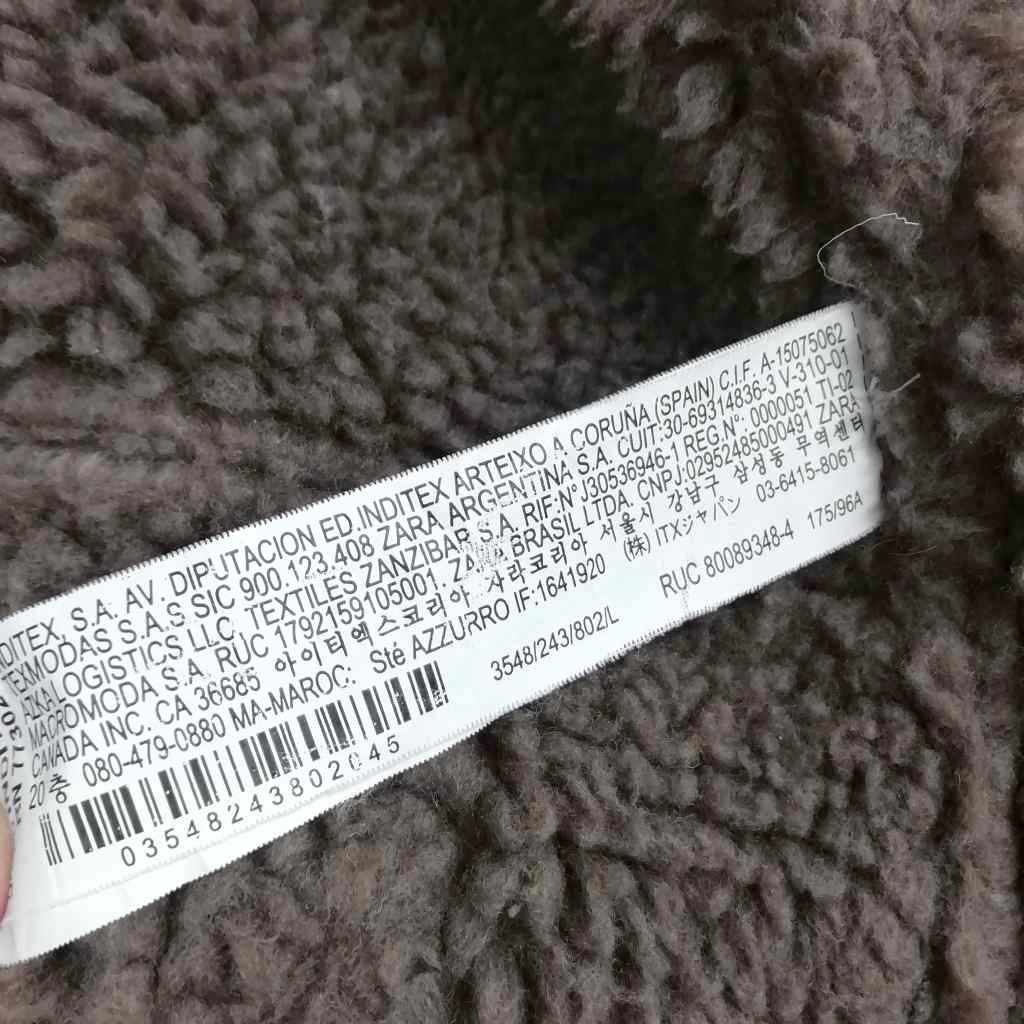 INDITEX, S.A. AV. DIPUTACION ED.INDITEX ARTEIXO A CORUÑA (SPAIN) C.I.F. A-15075062
TEXMODAS S.A.S SIC 900.123.408 ZARA ARGENTINA S.A. CUIT:30-69314836-3 V-310-01
LOGISTICS LLC, TEXTILES ZANZIBAR S.A. RIF:Nº J30536946-1 REG.Nº: 0000051 TI-02
MACROMODA S.A. RUC 1792159105001, BRASIL LTDA. CNPJ:02952485000491 ZARA
CANADA INC. CA 36685 아이티엑스코리아 자라코리아 서울시 강남구 삼성동 무역센터
20층 080-479-0880 MA-MAROC: Sté AZZURRO IF:1641920 (株) ITXジャパン 03-6415-8061
3548/243/802/L RUC 800089348-4 175/96A
03548243802045